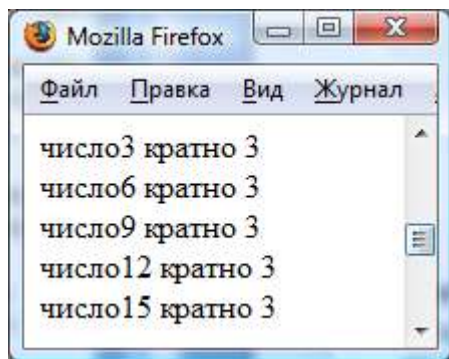 Mozilla Firefox
Файл Правка Вид Журнал
число3 кратно 3
число6 кратно 3
число9 кратно 3
число12 кратно 3
число15 кратно 3